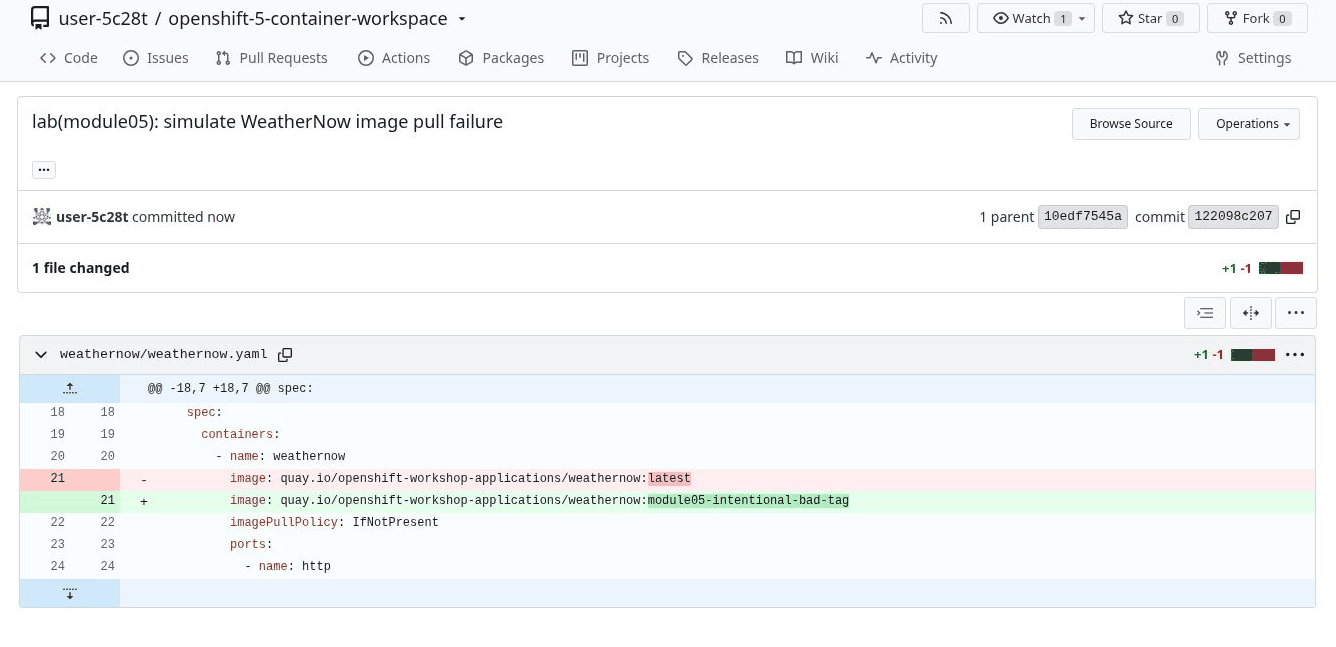 user-5c28t / openshift-5-container-workspace
Watch 1
Star 0
Fork 0
Code Issues Pull Requests Actions Packages Projects Releases Wiki Activity Settings
lab(module05): simulate WeatherNow image pull failure
Browse Source
Operations
...
user-5c28t committed now
1 parent 10edf7545a commit 122098c207
1 file changed
+1 -1
weathernow/weathernow.yaml
+1 -1
@@ -18,7 +18,7 @@ spec:
18 18 spec:
19 19 containers:
20 20 - name: weathernow
21 - image: quay.io/openshift-workshop-applications/weathernow:latest
21 + image: quay.io/openshift-workshop-applications/weathernow:module05-intentional-bad-tag
22 22 imagePullPolicy: IfNotPresent
23 23 ports:
24 24 - name: http